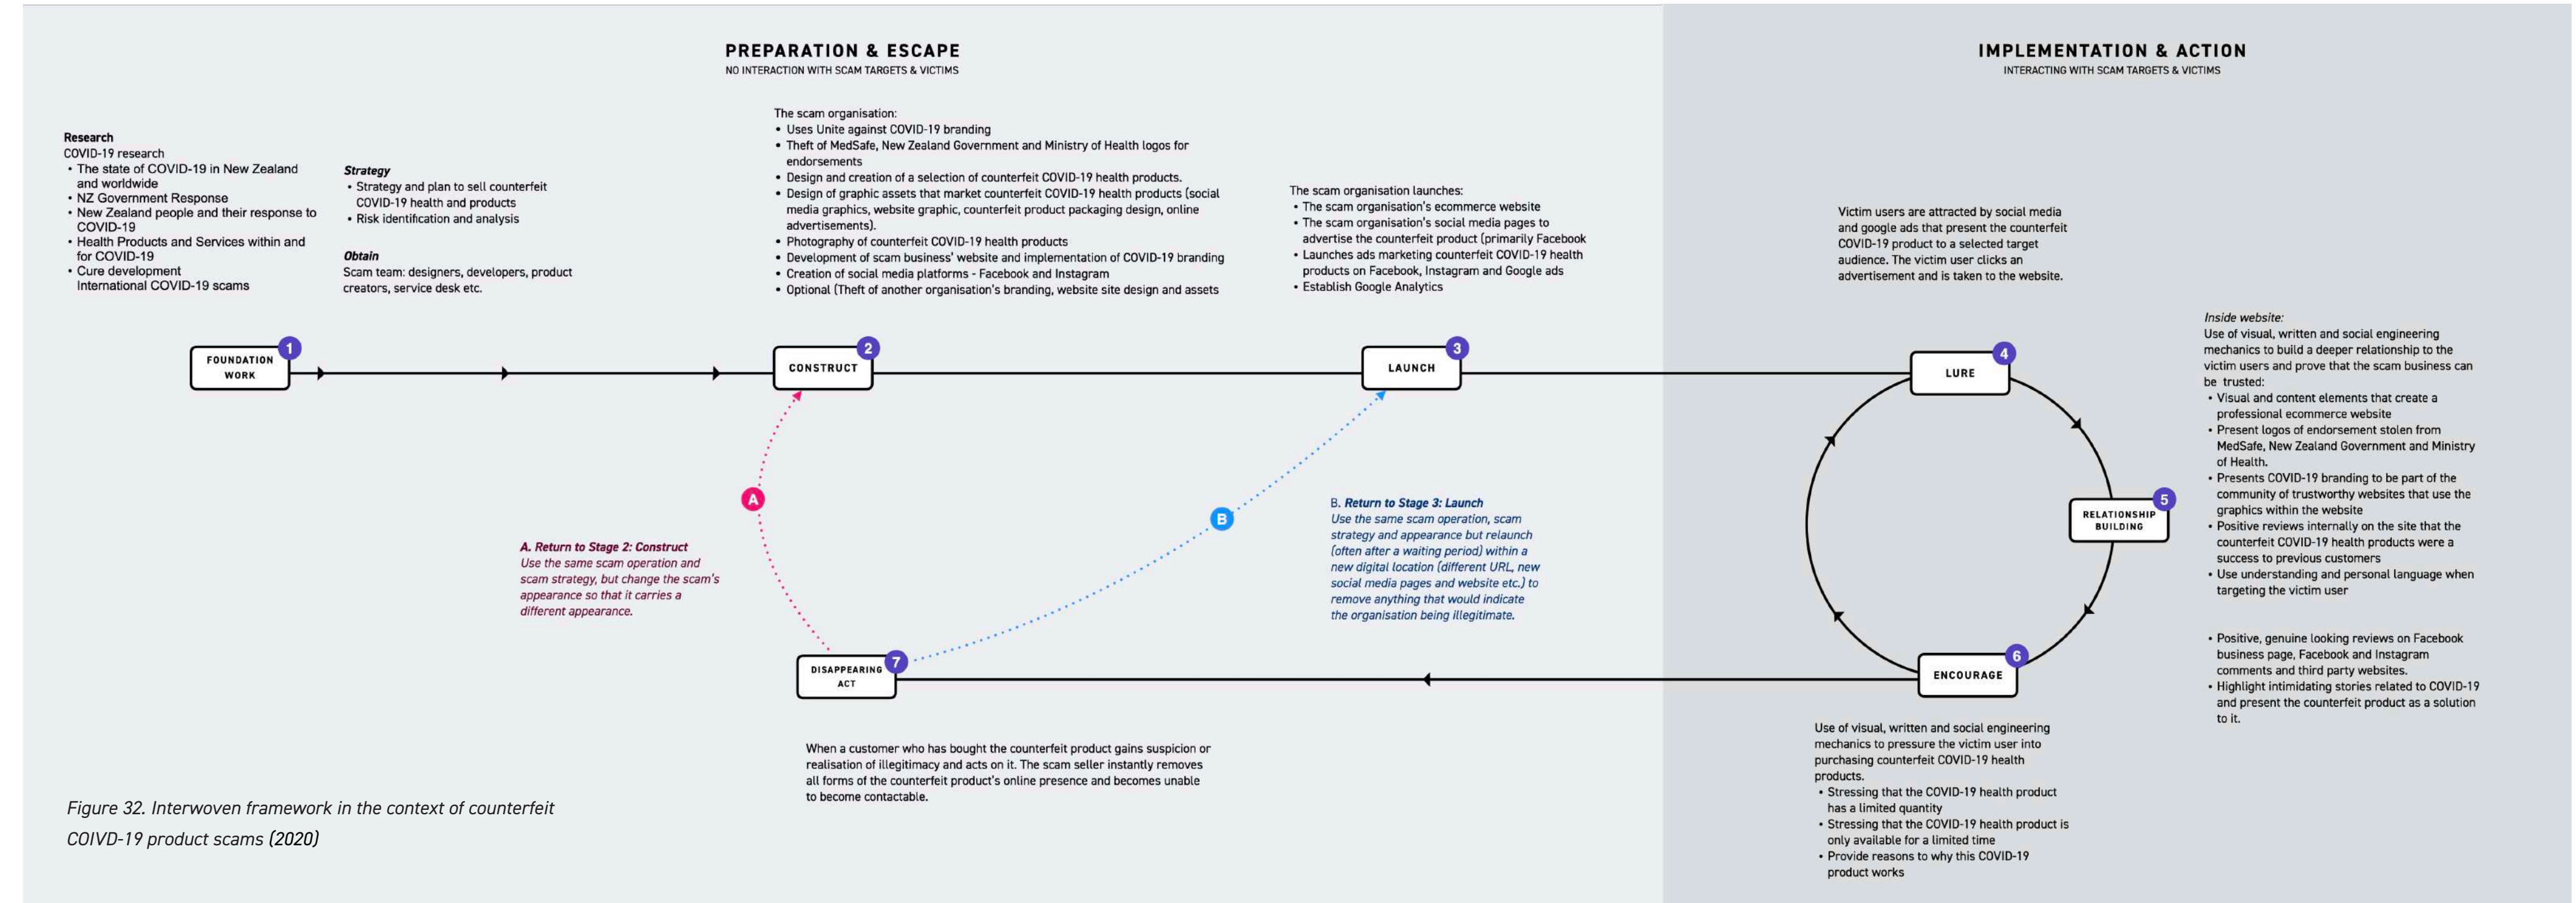 PREPARATION & ESCAPE
NO INTERACTION WITH SCAM TARGETS & VICTIMS
IMPLEMENTATION & ACTION
INTERACTING WITH SCAM TARGETS & VICTIMS
Research
COVID-19 research
• The state of COVID-19 in New Zealand
and worldwide
• NZ Government Response
• New Zealand people and their response to
COVID-19
• Health Products and Services within and
for COVID-19
• Cure development
International COVID-19 scams
Strategy
• Strategy and plan to sell counterfeit
COVID-19 health and products
• Risk identification and analysis
Obtain
Scam team: designers, developers, product
creators, service desk etc.
The scam organisation:
• Uses Unite against COVID-19 branding
• Theft of MedSafe, New Zealand Government and Ministry of Health logos for
endorsements
• Design and creation of a selection of counterfeit COVID-19 health products.
• Design of graphic assets that market counterfeit COVID-19 health products (social
media graphics, website graphic, counterfeit product packaging design, online
advertisements).
• Photography of counterfeit COVID-19 health products
• Development of scam business' website and implementation of COVID-19 branding
• Creation of social media platforms - Facebook and Instagram
• Optional (Theft of another organisation's branding, website site design and assets
The scam organisation launches:
• The scam organisation's ecommerce website
• The scam organisation's social media pages to
advertise the counterfeit product (primarily Facebook
• Launches ads marketing counterfeit COVID-19 health
products on Facebook, Instagram and Google ads
• Establish Google Analytics
Victim users are attracted by social media
and google ads that present the counterfeit
COVID-19 product to a selected target
audience. The victim user clicks an
advertisement and is taken to the website.
1
FOUNDATION
WORK
2
CONSTRUCT
3
LAUNCH
4
LURE
Inside website:
Use of visual, written and social engineering
mechanics to build a deeper relationship to the
victim users and prove that the scam business can
be trusted:
• Visual and content elements that create a
professional ecommerce website
• Present logos of endorsement stolen from
MedSafe, New Zealand Government and Ministry
of Health.
• Presents COVID-19 branding to be part of the
community of trustworthy websites that use the
graphics within the website
• Positive reviews internally on the site that the
counterfeit COVID-19 health products were a
success to previous customers
• Use understanding and personal language when
targeting the victim user
• Positive, genuine looking reviews on Facebook
business page, Facebook and Instagram
comments and third party websites.
• Highlight intimidating stories related to COVID-19
and present the counterfeit product as a solution
to it.
5
RELATIONSHIP
BUILDING
A
B
A. Return to Stage 2: Construct
Use the same scam operation and
scam strategy, but change the scam's
appearance so that it carries a
different appearance.
B. Return to Stage 3: Launch
Use the same scam operation, scam
strategy and appearance but relaunch
(often after a waiting period) within a
new digital location (different URL, new
social media pages and website etc.) to
remove anything that would indicate
the organisation being illegitimate.
6
ENCOURAGE
7
DISAPPEARING
ACT
When a customer who has bought the counterfeit product gains suspicion or
realisation of illegitimacy and acts on it. The scam seller instantly removes
all forms of the counterfeit product's online presence and becomes unable
to become contactable.
Use of visual, written and social engineering
mechanics to pressure the victim user into
purchasing counterfeit COVID-19 health
products.
• Stressing that the COVID-19 health product
has a limited quantity
• Stressing that the COVID-19 health product is
only available for a limited time
• Provide reasons to why this COVID-19
product works
Figure 32. Interwoven framework in the context of counterfeit
COIVD-19 product scams (2020)